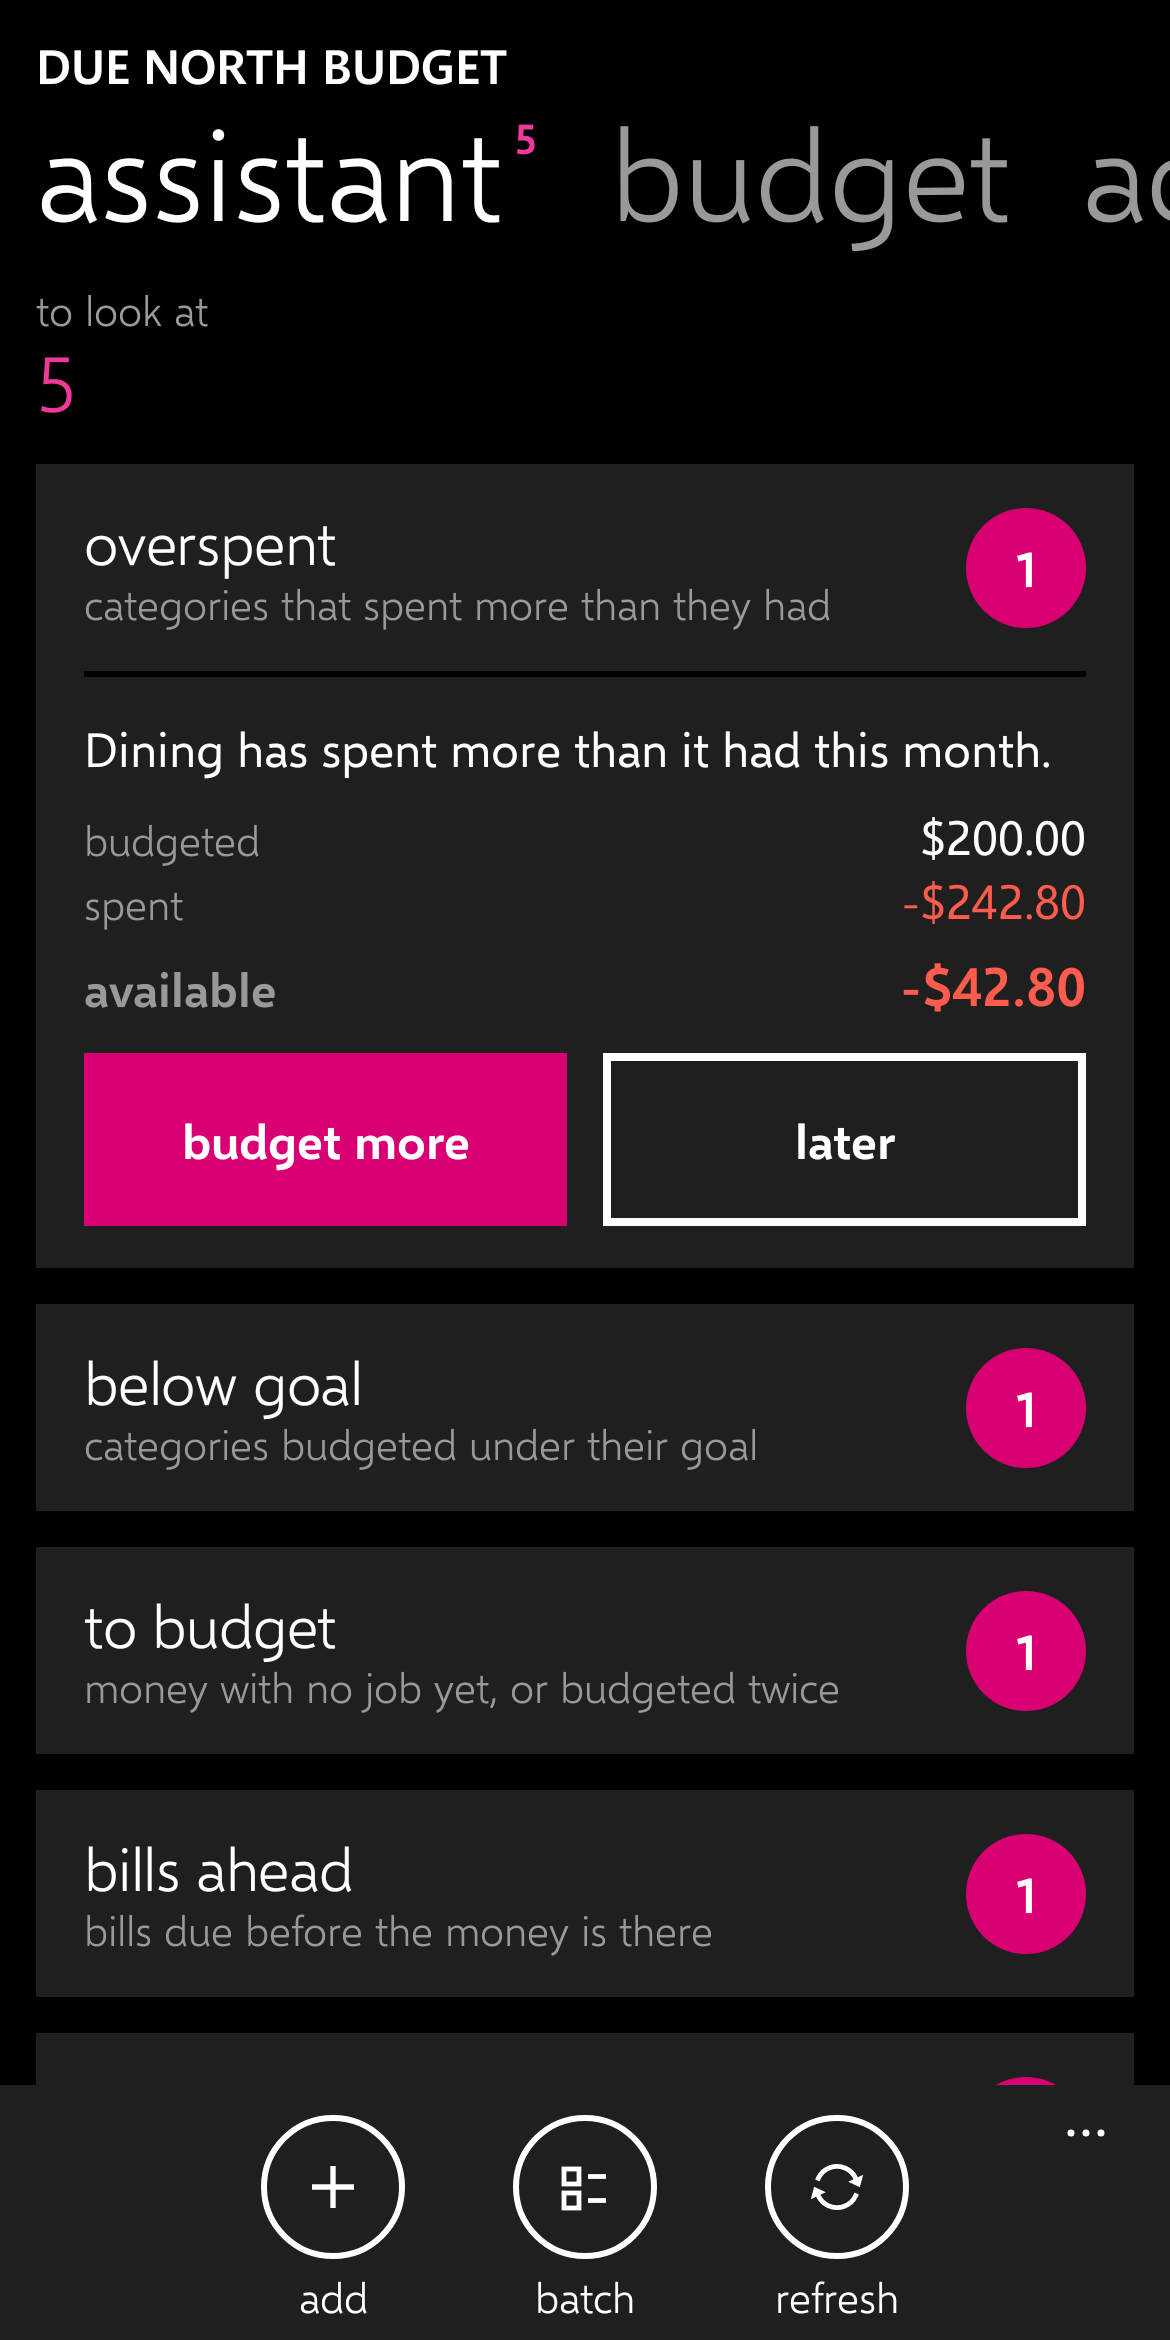 DUE NORTH BUDGET
assistant 5 budget ac
to look at
5
overspent
categories that spent more than they had
1
Dining has spent more than it had this month.
budgeted $200.00
spent -$242.80
available -$42.80
budget more later
below goal
categories budgeted under their goal
1
to budget
money with no job yet, or budgeted twice
1
bills ahead
bills due before the money is there
1
...
add batch refresh